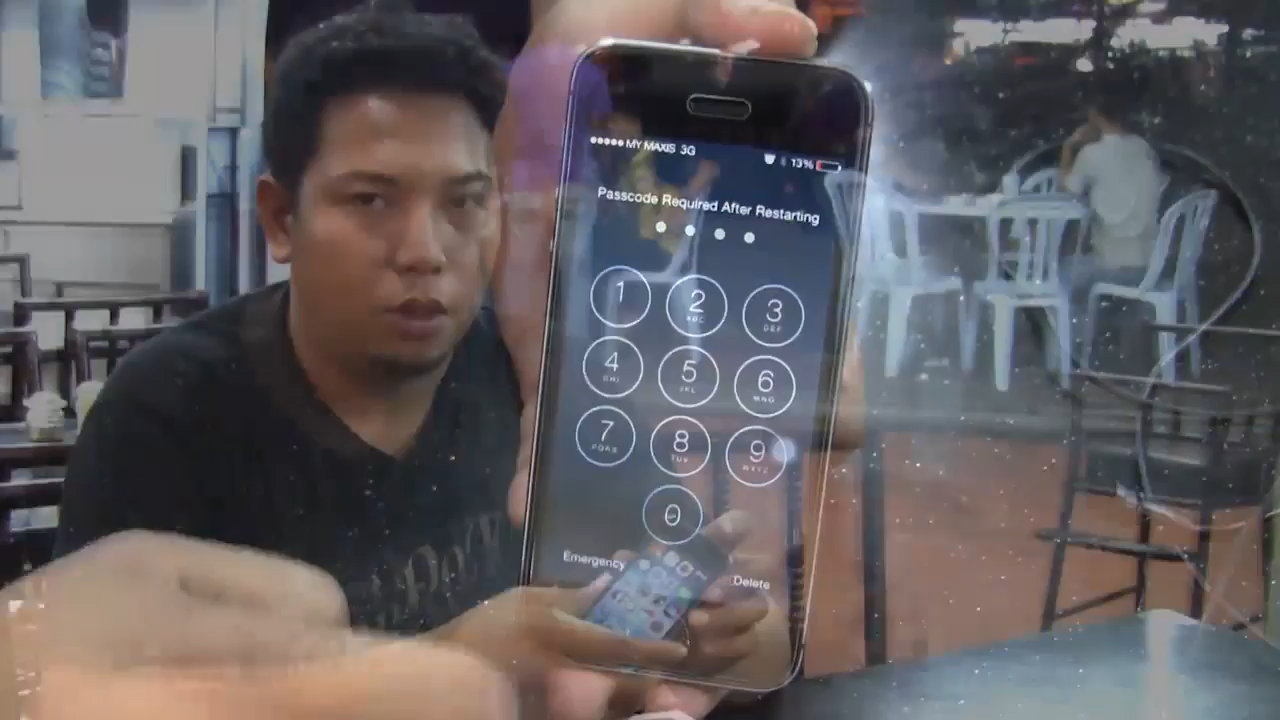 MY MAXIS 3G 13%
Passcode Required After Restarting
1 2 3
ABC DEF
4 5 6
GHI JKL MNO
7 8 9
PQRS TUV WXYZ
0
Emergency Delete